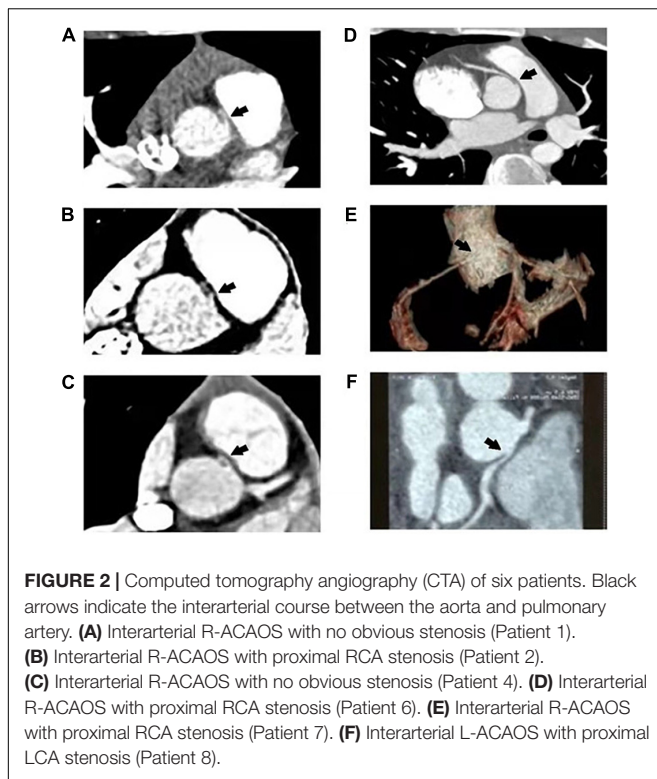 A
D
B
E
C
F
FIGURE 2 | Computed tomography angiography (CTA) of six patients. Black
arrows indicate the interarterial course between the aorta and pulmonary
artery. (A) Interarterial R-ACAOS with no obvious stenosis (Patient 1).
(B) Interarterial R-ACAOS with proximal RCA stenosis (Patient 2).
(C) Interarterial R-ACAOS with no obvious stenosis (Patient 4). (D) Interarterial
R-ACAOS with proximal RCA stenosis (Patient 6). (E) Interarterial R-ACAOS
with proximal RCA stenosis (Patient 7). (F) Interarterial L-ACAOS with proximal
LCA stenosis (Patient 8).